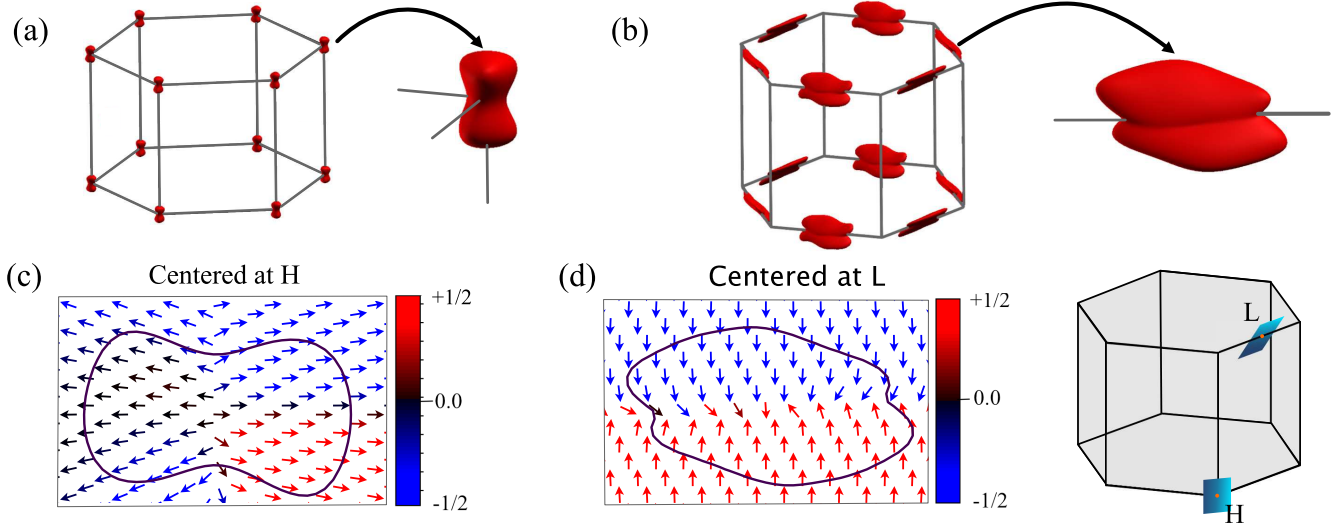 (a)
(b)
(c)
Centered at H
+1/2
0.0
-1/2
(d)
Centered at L
+1/2
0.0
-1/2
L
H